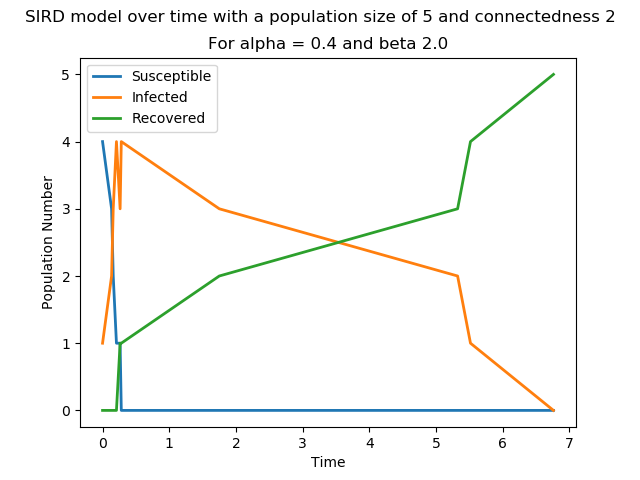 SIRD model over time with a population size of 5 and connectedness 2
For alpha = 0.4 and beta 2.0
Susceptible
Infected
Recovered
Population Number
5
4
3
2
1
0
0 1 2 3 4 5 6 7
Time